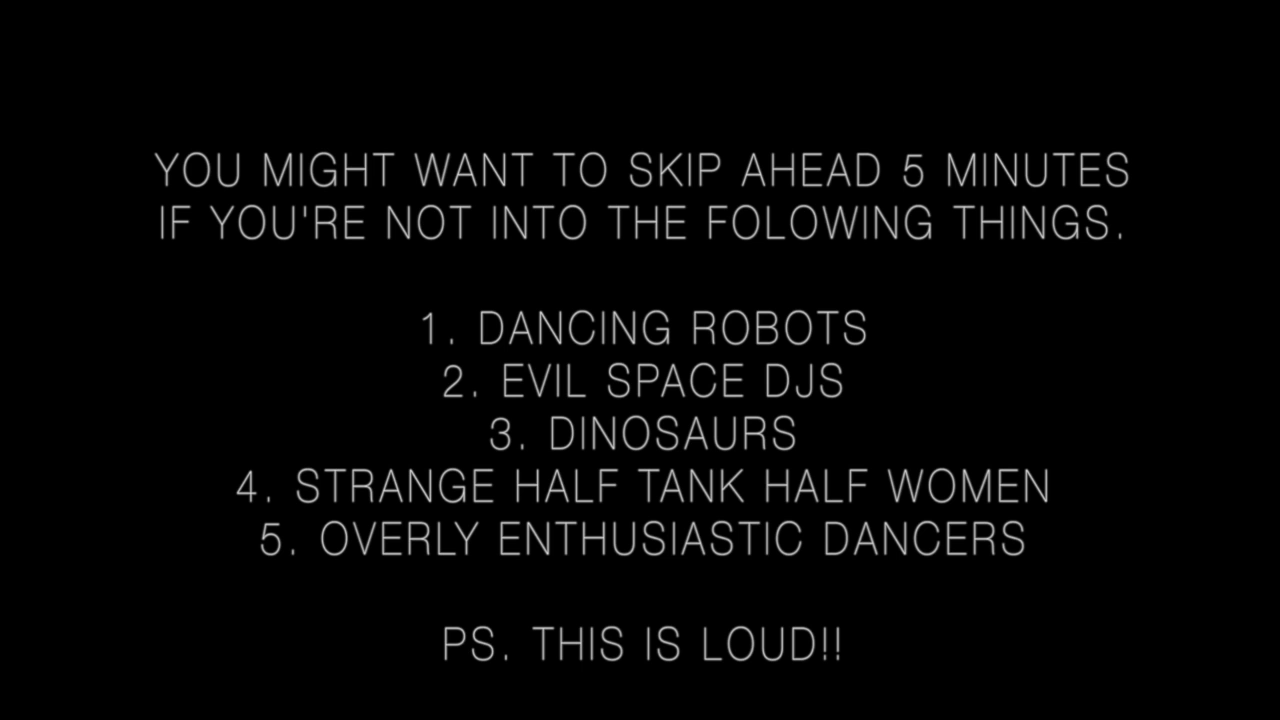 YOU MIGHT WANT TO SKIP AHEAD 5 MINUTES
IF YOU'RE NOT INTO THE FOLOWING THINGS.
1. DANCING ROBOTS
2. EVIL SPACE DJS
3. DINOSAURS
4. STRANGE HALF TANK HALF WOMEN
5. OVERLY ENTHUSIASTIC DANCERS
PS. THIS IS LOUD!!